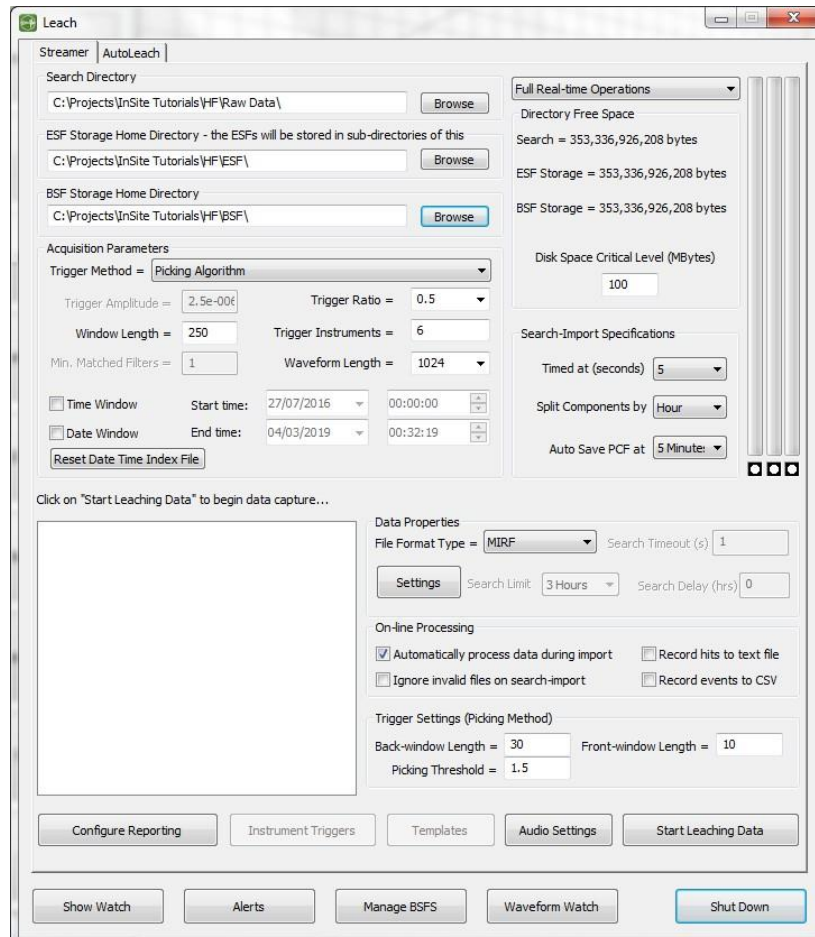 Leach
Streamer AutoLeach
Search Directory
C:\Projects\InSite Tutorials\HF\Raw Data\ Browse
ESF Storage Home Directory - the ESFs will be stored in sub-directories of this
C:\Projects\InSite Tutorials\HF\ESF\ Browse
BSF Storage Home Directory
C:\Projects\InSite Tutorials\HF\BSF\ Browse
Full Real-time Operations
Directory Free Space
Search = 353,336,926,208 bytes
ESF Storage = 353,336,926,208 bytes
BSF Storage = 353,336,926,208 bytes
Disk Space Critical Level (MBytes)
100
Acquisition Parameters
Trigger Method = Picking Algorithm
Trigger Amplitude = 2.5e-006 Trigger Ratio = 0.5
Window Length = 250 Trigger Instruments = 6
Min. Matched Filters = 1 Waveform Length = 1024
Time Window Start time: 27/07/2016 00:00:00
Date Window End time: 04/03/2019 00:32:19
Reset Date Time Index File
Search-Import Specifications
Timed at (seconds) 5
Split Components by Hour
Auto Save PCF at 5 Minute:
Click on "Start Leaching Data" to begin data capture...
Data Properties
File Format Type = MIRF Search Timeout (s) 1
Settings Search Limit 3 Hours Search Delay (hrs) 0
On-line Processing
Automatically process data during import Record hits to text file
Ignore invalid files on search-import Record events to CSV
Trigger Settings (Picking Method)
Back-window Length = 30 Front-window Length = 10
Picking Threshold = 1.5
Configure Reporting Instrument Triggers Templates Audio Settings Start Leaching Data
Show Watch Alerts Manage BSFS Waveform Watch Shut Down